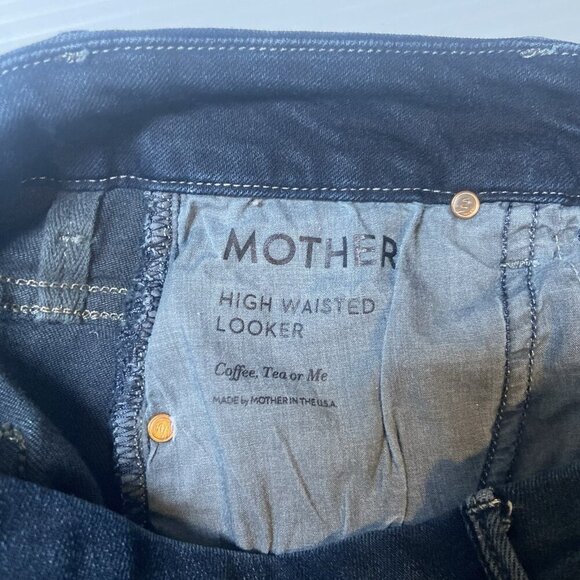 MOTHER
HIGH WAISTED
LOOKER
Coffee, Tea or Me
MADE by MOTHER IN THE U.S.A.